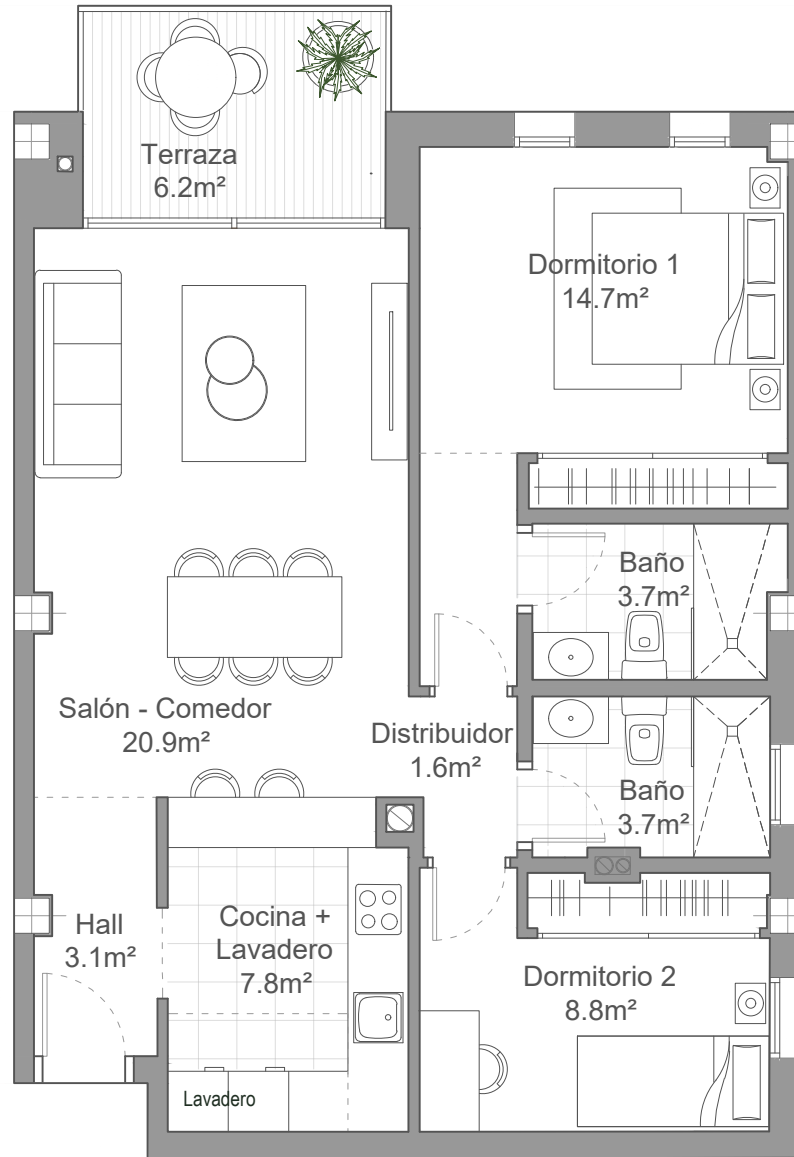 Terraza
6.2m²
Dormitorio 1
14.7m²
Baño
3.7m²
Salón - Comedor
20.9m²
Distribuidor
1.6m²
Baño
3.7m²
Hall
3.1m²
Cocina +
Lavadero
7.8m²
Dormitorio 2
8.8m²
Lavadero